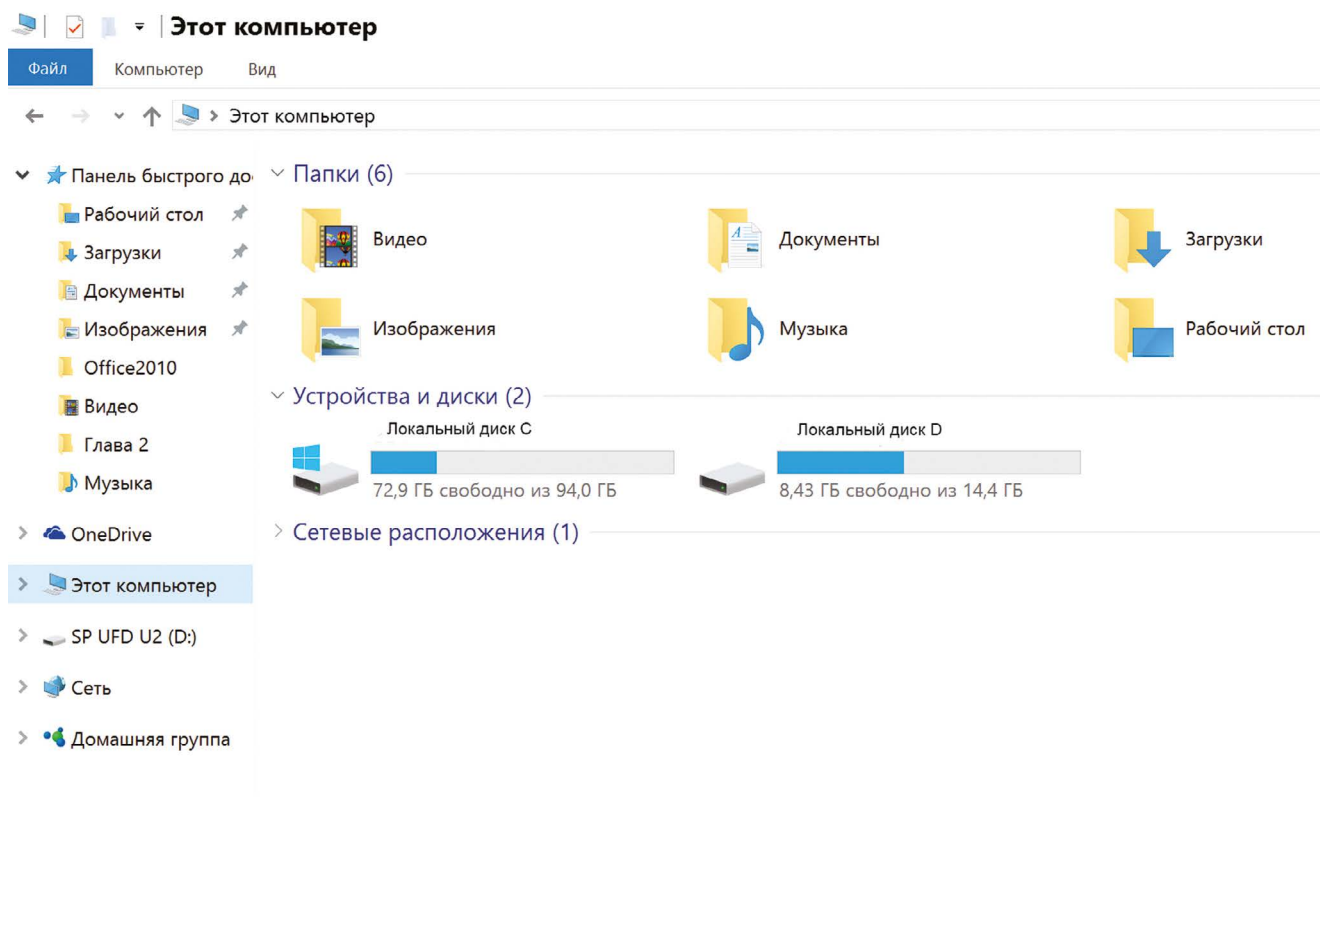 Этот компьютер
Файл Компьютер Вид
Этот компьютер
Панель быстрого до
Рабочий стол
Загрузки
Документы
Изображения
Office2010
Видео
Глава 2
Музыка
OneDrive
Этот компьютер
SP UFD U2 (D:)
Сеть
Домашняя группа
Папки (6)
Видео Документы Загрузки
Изображения Музыка Рабочий стол
Устройства и диски (2)
Локальный диск C Локальный диск D
72,9 ГБ свободно из 94,0 ГБ 8,43 ГБ свободно из 14,4 ГБ
Сетевые расположения (1)